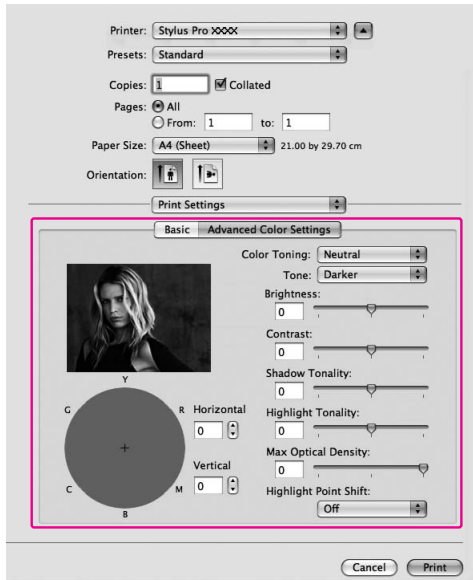 Printer: Stylus Pro XXXX
Presets: Standard
Copies: 1 Collated
Pages: All
From: 1 to: 1
Paper Size: A4 (Sheet) 21.00 by 29.70 cm
Orientation:
Print Settings
Basic Advanced Color Settings
Color Toning: Neutral
Tone: Darker
Brightness:
0
Contrast:
0
Shadow Tonality:
0
Highlight Tonality:
0
Max Optical Density:
0
Highlight Point Shift:
Off
Y
G R
C M
B
Horizontal
0
Vertical
0
Cancel Print